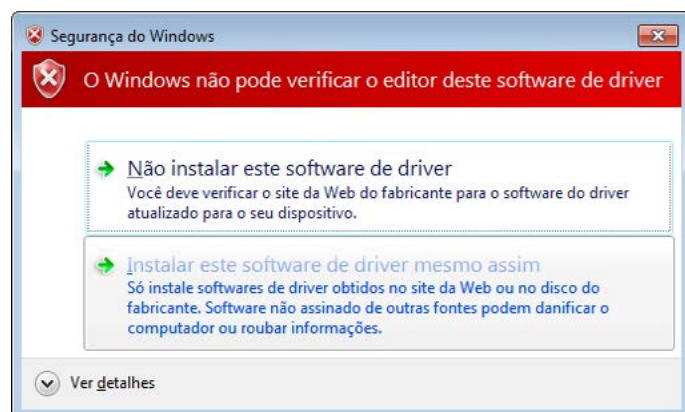 Segurança do Windows
O Windows não pode verificar o editor deste software de driver
Não instalar este software de driver
Você deve verificar o site da Web do fabricante para o software do driver
atualizado para o seu dispositivo.
Instalar este software de driver mesmo assim
Só instale softwares de driver obtidos no site da Web ou no disco do
fabricante. Software não assinado de outras fontes podem danificar o
computador ou roubar informações.
Ver detalhes